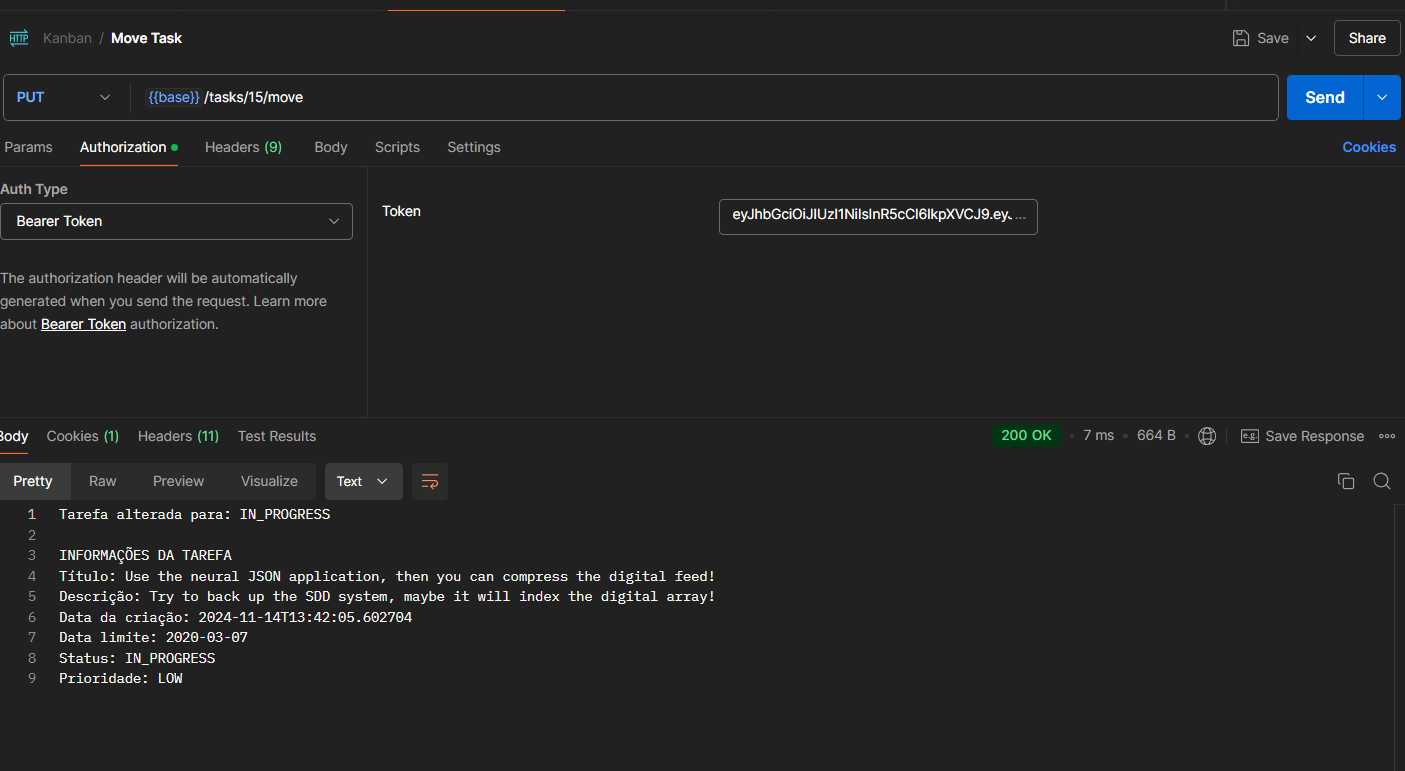 HTTP Kanban / Move Task Save Share
PUT {{base}} /tasks/15/move Send
Params Authorization Headers (9) Body Scripts Settings Cookies
Auth Type
Bearer Token
Token
eyJhbGciOiJIUzI1NiIsInR5cCI6IkpXVCJ9.eyJ...
The authorization header will be automatically
generated when you send the request. Learn more
about Bearer Token authorization.
Body Cookies (1) Headers (11) Test Results 200 OK 7 ms 664 B e.g. Save Response
Pretty Raw Preview Visualize Text
1 Tarefa alterada para: IN_PROGRESS
2
3 INFORMAÇÕES DA TAREFA
4 Título: Use the neural JSON application, then you can compress the digital feed!
5 Descrição: Try to back up the SDD system, maybe it will index the digital array!
6 Data da criação: 2024-11-14T13:42:05.602704
7 Data limite: 2020-03-07
8 Status: IN_PROGRESS
9 Prioridade: LOW